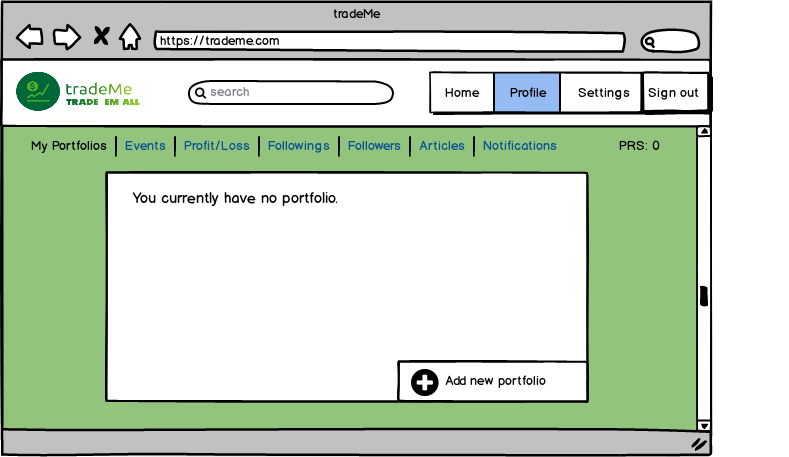 tradeMe
https://trademe.com
tradeMe
TRADE EM ALL
search
Home
Profile
Settings
Sign out
My Portfolios
Events
Profit/Loss
Followings
Followers
Articles
Notifications
PRS: 0
You currently have no portfolio.
Add new portfolio